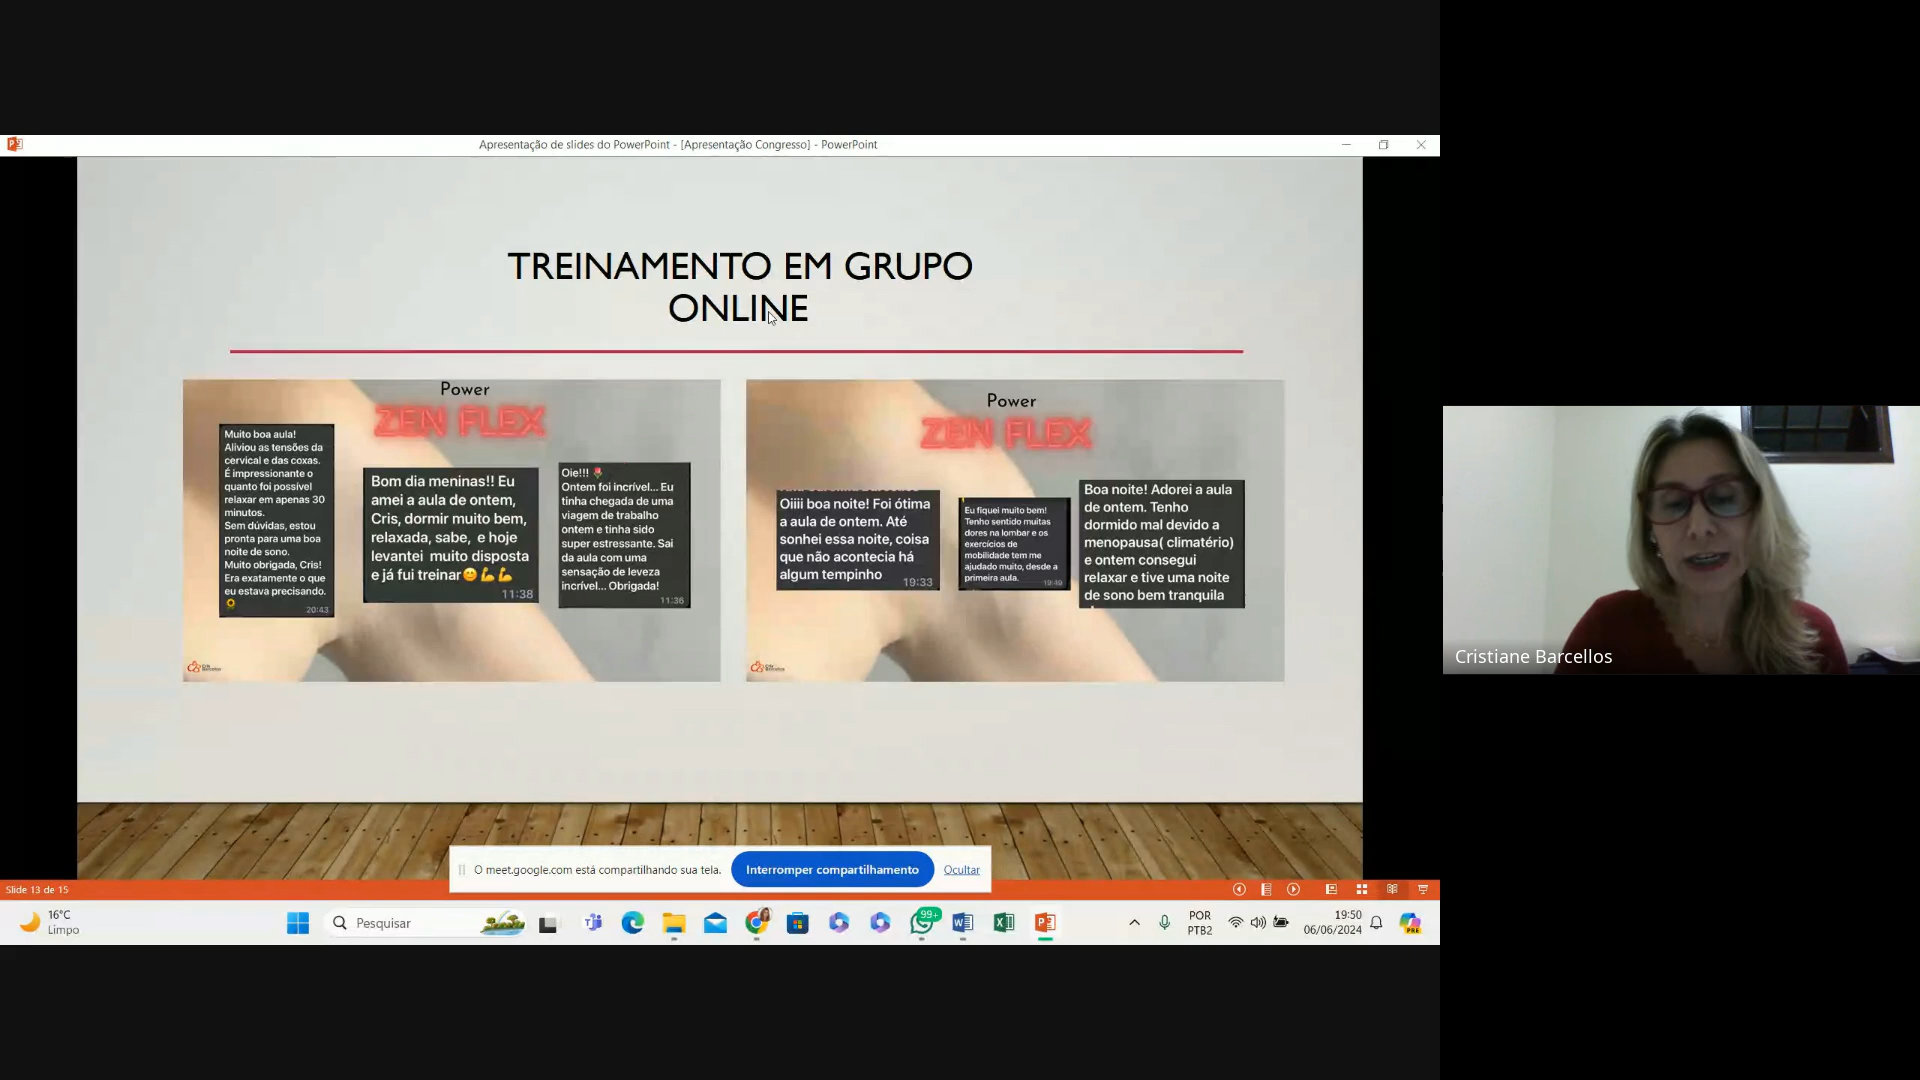 Apresentação de slides do PowerPoint - [Apresentação Congresso] - PowerPoint
TREINAMENTO EM GRUPO
ONLINE
Power
ZEN FLEX
Muito boa aula!
Aliviou as tensões da
cervical e das coxas.
É impressionante o
quanto foi possível
relaxar em apenas 30
minutos.
Sem dúvidas, estou
pronta para uma boa
noite de sono.
Muito obrigada, Cris!
Era exatamente o que
eu estava precisando.
🌻
20:43
Bom dia meninas!! Eu
amei a aula de ontem,
Cris, dormir muito bem,
relaxada, sabe, e hoje
levantei muito disposta
e já fui treinar😊💪💪
11:38
Oie!!! 🌷
Ontem foi incrível... Eu
tinha chegada de uma
viagem de trabalho
ontem e tinha sido
super estressante. Sai
da aula com uma
sensação de leveza
incrível... Obrigada!
11:36
Power
ZEN FLEX
Oiiii boa noite! Foi ótima
a aula de ontem. Até
sonhei essa noite, coisa
que não acontecia há
algum tempinho
19:33
Eu fiquei muito bem!
Tenho sentido muitas
dores na lombar e os
exercícios de
mobilidade tem me
ajudado muito, desde a
primeira aula.
19:49
Boa noite! Adorei a aula
de ontem. Tenho
dormido mal devido a
menopausa( climatério)
e ontem consegui
relaxar e tive uma noite
de sono bem tranquila
Cristiane Barcellos
O meet.google.com está compartilhando sua tela.
Interromper compartilhamento
Ocultar
Slide 13 de 15
16°C
Limpo
Pesquisar
99+
POR
PTB2
19:50
06/06/2024
PRE